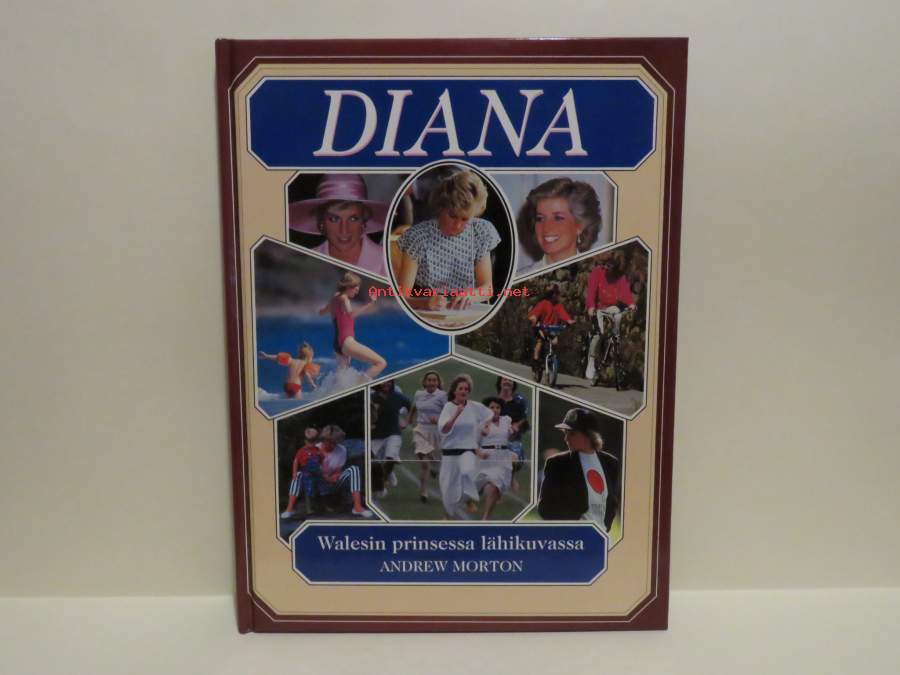 DIANA
Antikvariaatti.net
Walesin prinsessa lähikuvassa
ANDREW MORTON